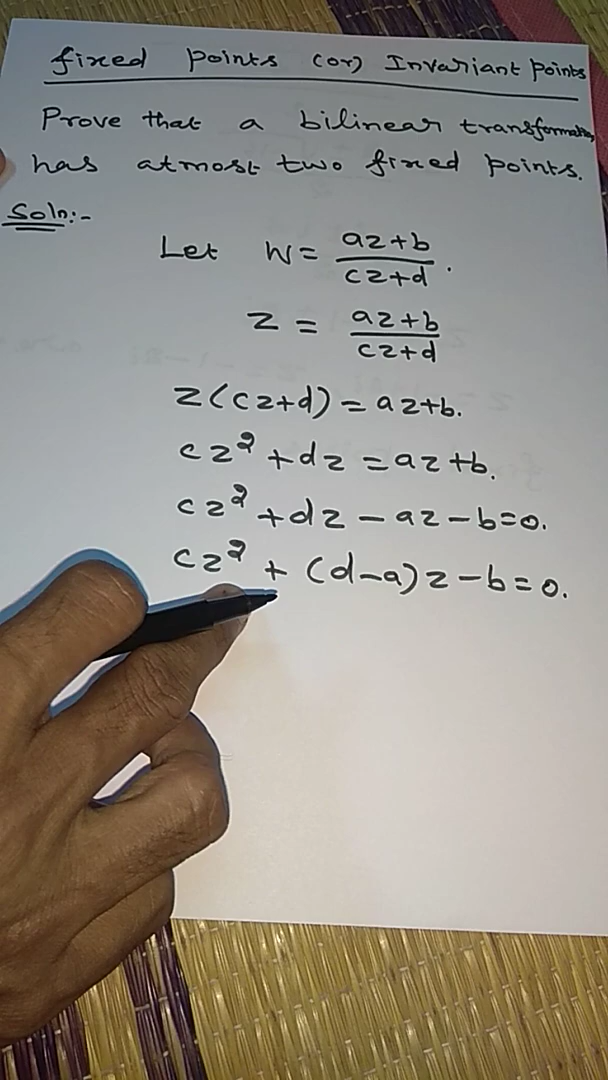 fixed points (or) Invariant points
Prove that a bilinear transformation
has atmost two fixed points.
Soln:-
Let W = az+b/cz+d.
z = az+b/cz+d
z(cz+d) = az+b.
cz²+dz = az+b.
cz²+dz-az-b=0.
cz²+(d-a)z-b=0.